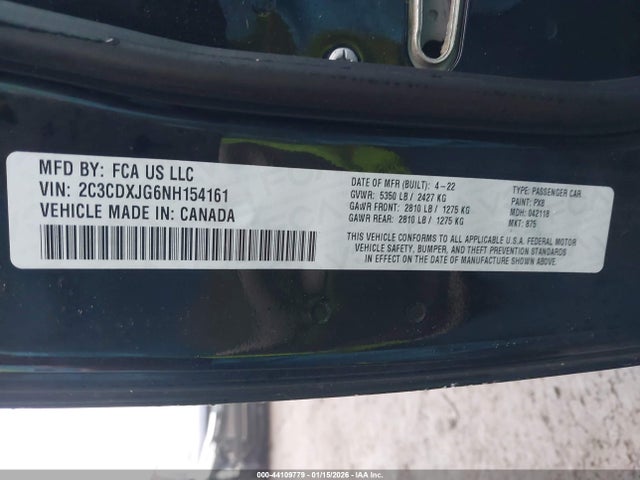 MFD BY: FCA US LLC
VIN: 2C3CDXJG6NH154161
VEHICLE MADE IN: CANADA
DATE OF MFR (BUILT): 4-22
GVWR: 5350 LB / 2427 KG
GAWR FRONT: 2810 LB / 1275 KG
GAWR REAR: 2810 LB / 1275 KG
TYPE: PASSENGER CAR
PAINT: PX8
MDH: 042118
MKT: 875
THIS VEHICLE CONFORMS TO ALL APPLICABLE U.S.A. FEDERAL MOTOR
VEHICLE SAFETY, BUMPER, AND THEFT PREVENTION STANDARDS
IN EFFECT ON THE DATE OF MANUFACTURE SHOWN ABOVE.
000-44109779 - 01/15/2026 - IAAI.COM